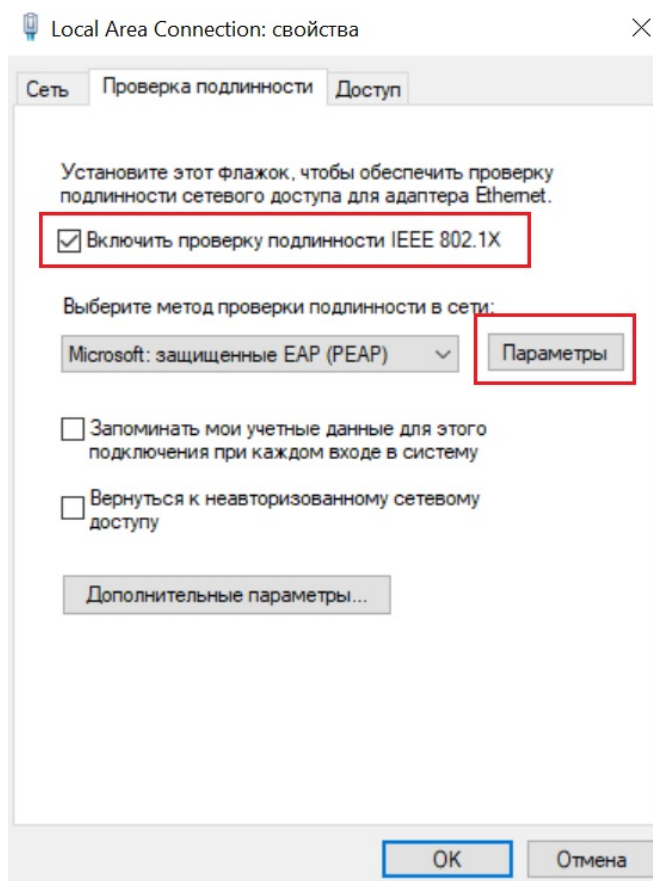 Local Area Connection: свойства
Сеть
Проверка подлинности
Доступ
Установите этот флажок, чтобы обеспечить проверку
подлинности сетевого доступа для адаптера Ethernet.
Включить проверку подлинности IEEE 802.1X
Выберите метод проверки подлинности в сети:
Microsoft: защищенные EAP (PEAP)
Параметры
Запоминать мои учетные данные для этого
подключения при каждом входе в систему
Вернуться к неавторизованному сетевому
доступу
Дополнительные параметры...
OK
Отмена